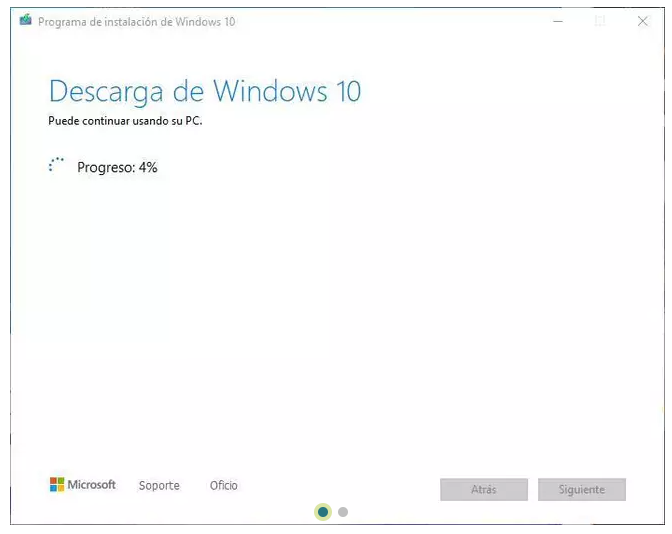 Programa de instalación de Windows 10
Descarga de Windows 10
Puede continuar usando su PC.
Progreso: 4%
Microsoft Soporte Oficio Atrás Siguiente